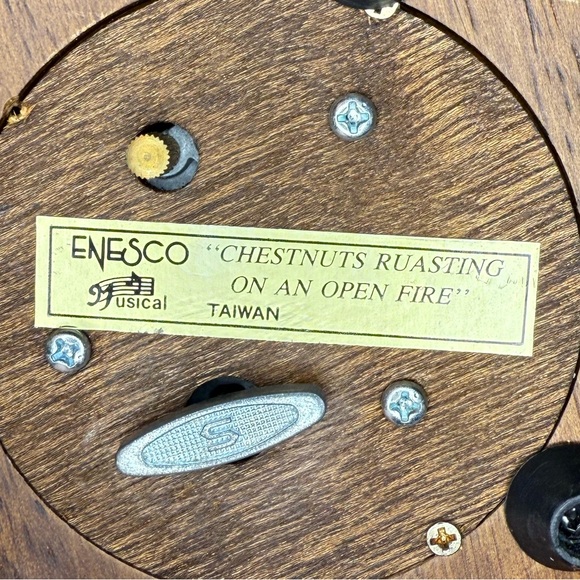 ENESCO
Musical
“CHESTNUTS RUASTING
ON AN OPEN FIRE”
TAIWAN
S